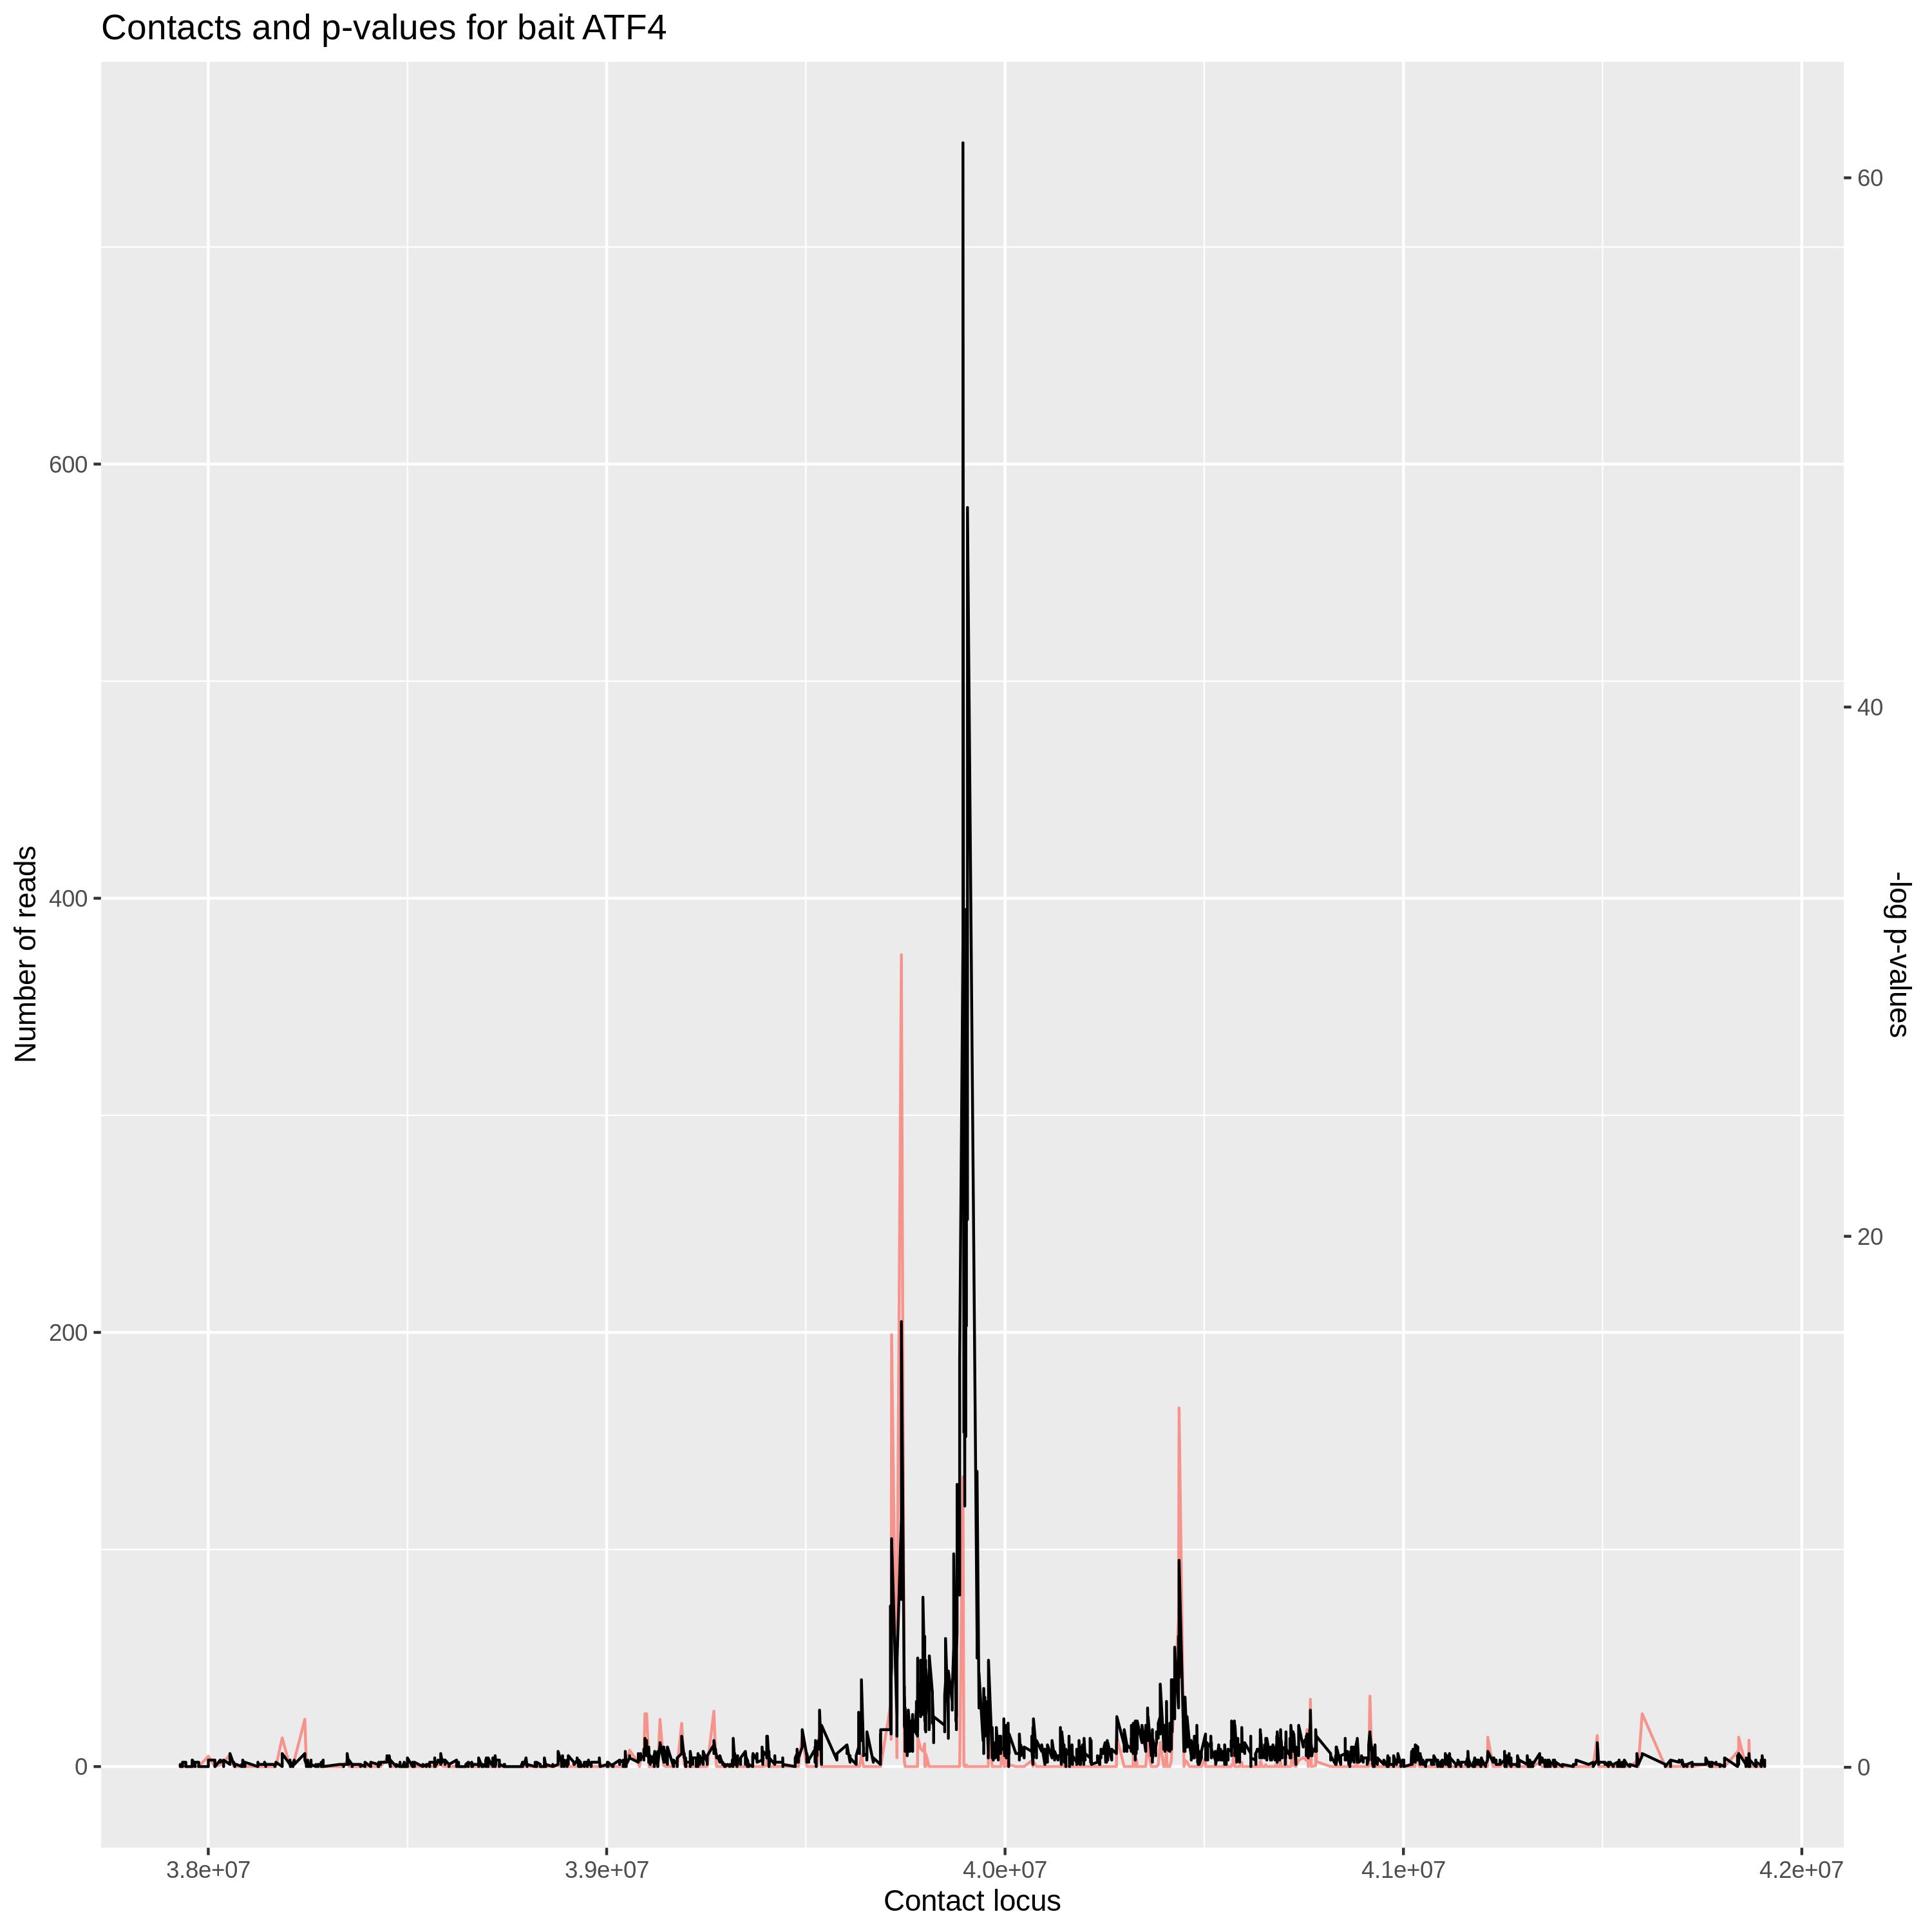 Contacts and p-values for bait ATF4
Number of reads
600
400
200
0
60
40
20
0
-log p-values
3.8e+07
3.9e+07
4.0e+07
4.1e+07
4.2e+07
Contact locus